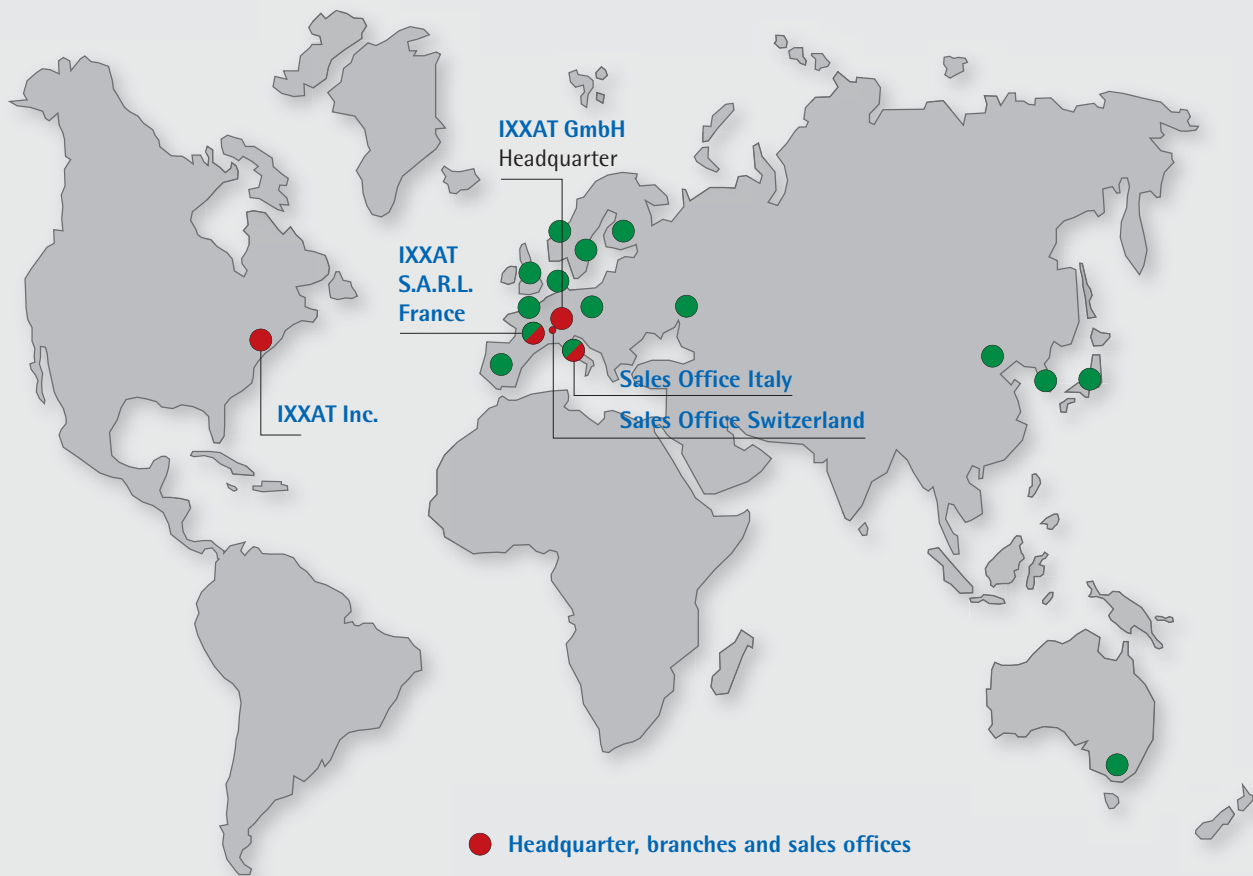 IXXAT GmbH
Headquarter
IXXAT
S.A.R.L.
France
Sales Office Italy
IXXAT Inc.
Sales Office Switzerland
Headquarter, branches and sales offices